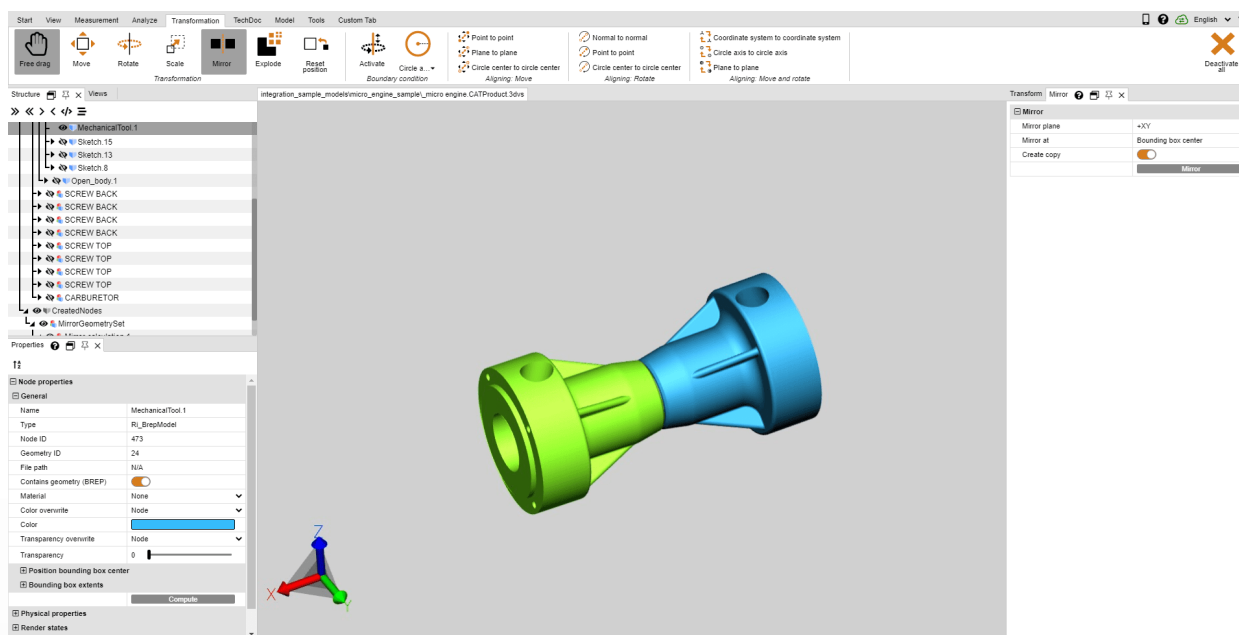 Start View Measurement Analyze Transformation TechDoc Model Tools Custom Tab English
Free drag Move Rotate Scale Mirror Explode Reset position
Transformation
Activate Circle a...
Boundary condition
Point to point
Plane to plane
Circle center to circle center
Aligning: Move
Normal to normal
Point to point
Circle center to circle center
Aligning: Rotate
Coordinate system to coordinate system
Circle axis to circle axis
Plane to plane
Aligning: Move and rotate
Deactivate all
Structure Views
integration_sample_models\micro_engine_sample\_micro engine.CATProduct.3dvs
Transform Mirror
MechanicalTool.1
Sketch.15
Sketch.13
Sketch.8
Open_body.1
SCREW BACK
SCREW BACK
SCREW BACK
SCREW BACK
SCREW TOP
SCREW TOP
SCREW TOP
SCREW TOP
CARBURETOR
CreatedNodes
MirrorGeometrySet
Properties
Node properties
General
Name MechanicalTool.1
Type Ri_BrepModel
Node ID 473
Geometry ID 24
File path N/A
Contains geometry (BREP)
Material None
Color overwrite Node
Color
Transparency overwrite Node
Transparency 0
Position bounding box center
Bounding box extents
Compute
Physical properties
Render states
Z
X
Y
Mirror
Mirror plane +XY
Mirror at Bounding box center
Create copy
Mirror